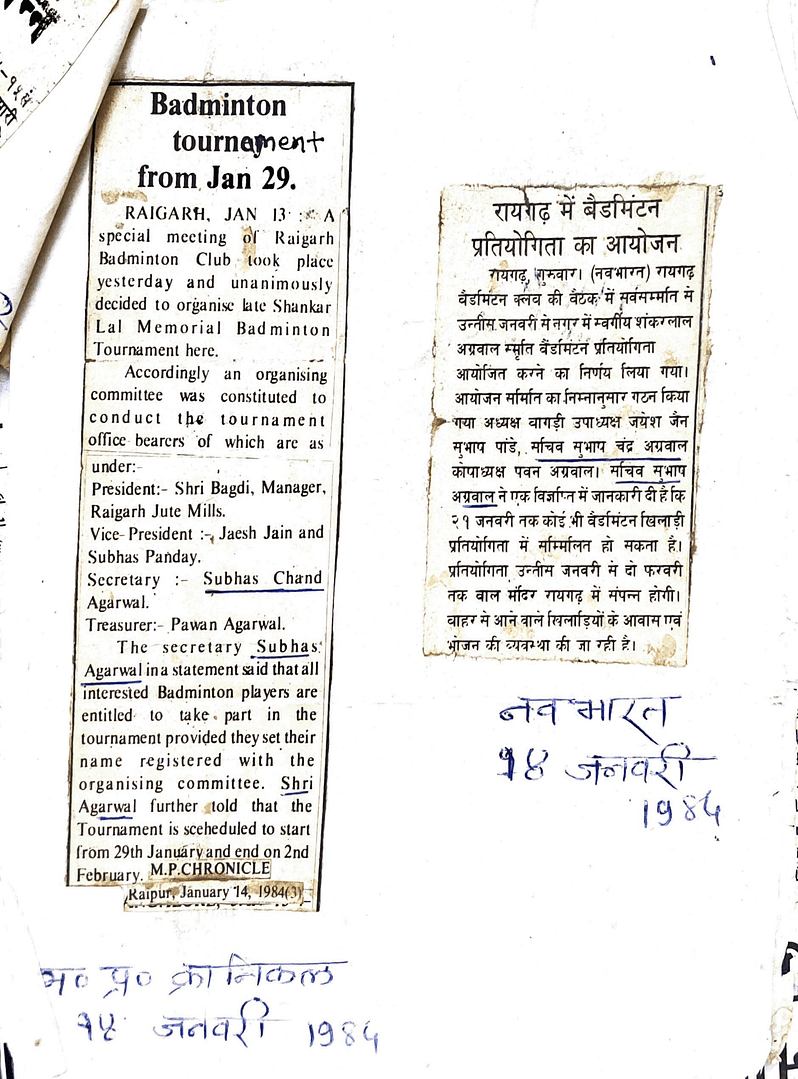 Badminton
tournament
from Jan 29.
RAIGARH, JAN 13 : A
special meeting of Raigarh
Badminton Club took place
yesterday and unanimously
decided to organise late Shankar
Lal Memorial Badminton
Tournament here.
Accordingly an organising
committee was constituted to
conduct the tournament
office bearers of which are as
under:-
President:- Shri Bagdi, Manager,
Raigarh Jute Mills.
Vice-President :- Jaesh Jain and
Subhas Panday.
Secretary :- Subhas Chand
Agarwal.
Treasurer:- Pawan Agarwal.
The secretary Subhas
Agarwal in a statement said that all
interested Badminton players are
entitled to take part in the
tournament provided they set their
name registered with the
organising committee. Shri
Agarwal further told that the
Tournament is sceheduled to start
from 29th January and end on 2nd
February. M.P.CHRONICLE
Raipur, January 14, 1984(3)
म० प्र० क्रानिकल
१४ जनवरी 1984
रायगढ़ में बैडमिंटन
प्रतियोगिता का आयोजन
रायगढ़, गुरुवार। (नवभारत) रायगढ़
बैडमिंटन क्लब की बैठक में सर्वसम्मति से
उन्तीस जनवरी से नगर में स्वर्गीय शंकरलाल
अग्रवाल स्मृति बैडमिंटन प्रतियोगिता
आयोजित करने का निर्णय लिया गया।
आयोजन समिति का निम्नानुसार गठन किया
गया अध्यक्ष बागड़ी उपाध्यक्ष जयेश जैन
सुभाष पांडे, सचिव सुभाष चंद्र अग्रवाल
कोपाध्यक्ष पवन अग्रवाल। सचिव सुभाष
अग्रवाल ने एक विज्ञप्ति में जानकारी दी है कि
२१ जनवरी तक कोई भी बैडमिंटन खिलाड़ी
प्रतियोगिता में सम्मिलित हो सकता है।
प्रतियोगिता उन्तीस जनवरी से दो फरवरी
तक बाल मंदिर रायगढ़ में संपन्न होगी।
बाहर से आने वाले खिलाड़ियों के आवास एवं
भोजन की व्यवस्था की जा रही है।
नव भारत
१४ जनवरी
1984